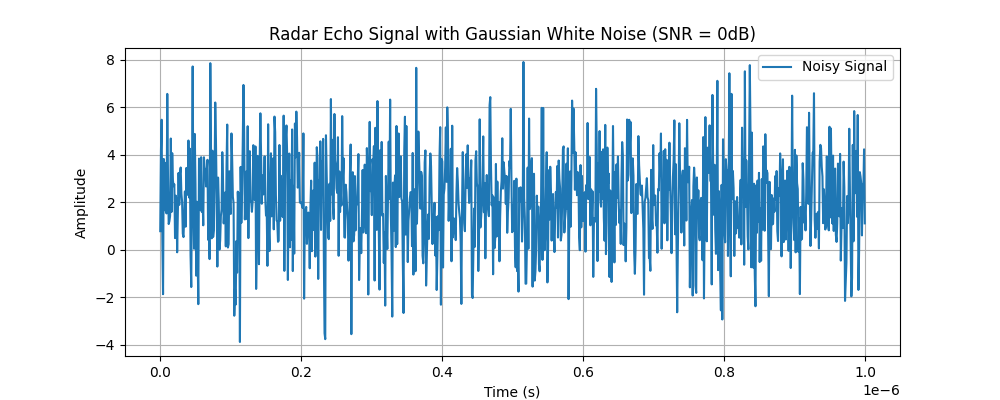 Radar Echo Signal with Gaussian White Noise (SNR = 0dB)
Noisy Signal
8
6
4
2
0
−2
−4
Amplitude
0.0 0.2 0.4 0.6 0.8 1.0
1e−6
Time (s)